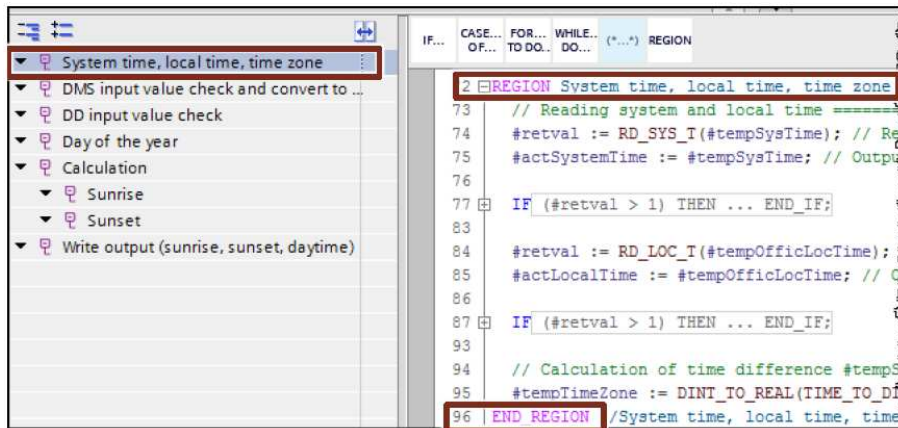 System time, local time, time zone
DMS input value check and convert to ...
DD input value check
Day of the year
Calculation
Sunrise
Sunset
Write output (sunrise, sunset, daytime)
IF... CASE... OF... FOR... TO DO... WHILE... DO... (*...*) REGION
2 REGION System time, local time, time zone
73 // Reading system and local time =======
74 #retval := RD_SYS_T(#tempSysTime); // Re
75 #actSystemTime := #tempSysTime; // Outpu
76
77 IF (#retval > 1) THEN ... END_IF;
83
84 #retval := RD_LOC_T(#tempOfficLocTime);
85 #actLocalTime := #tempOfficLocTime; // O
86
87 IF (#retval > 1) THEN ... END_IF;
93
94 // Calculation of time difference #tempS
95 #tempTimeZone := DINT_TO_REAL(TIME_TO_DI
96 END_REGION /System time, local time, time